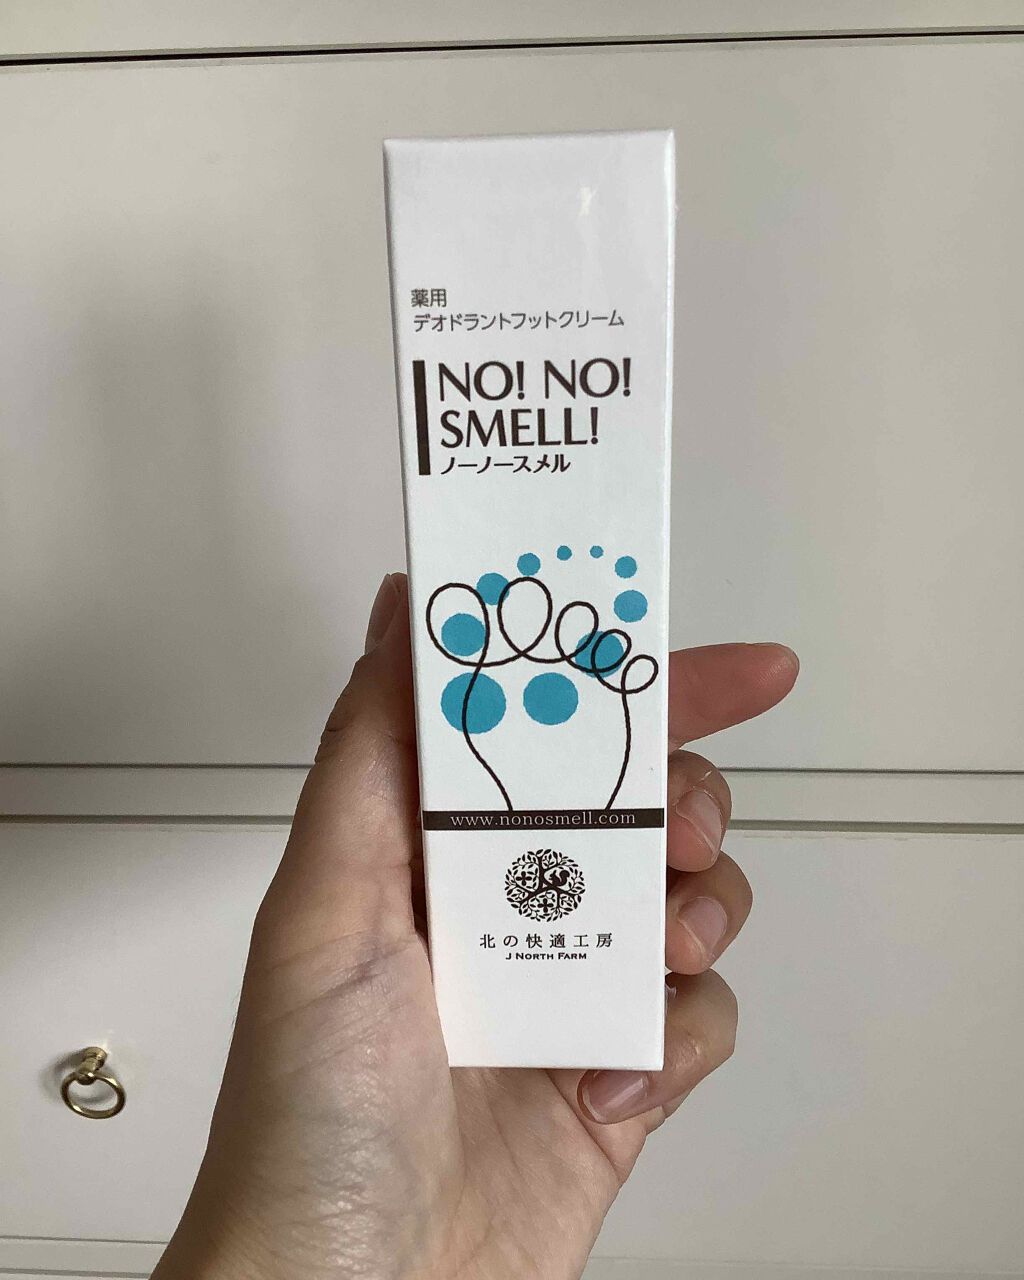 薬用
デオドラントフットクリーム
NO! NO!
SMELL!
ノーノースメル
www.nonosmell.com
北の快適工房
J NORTH FARM